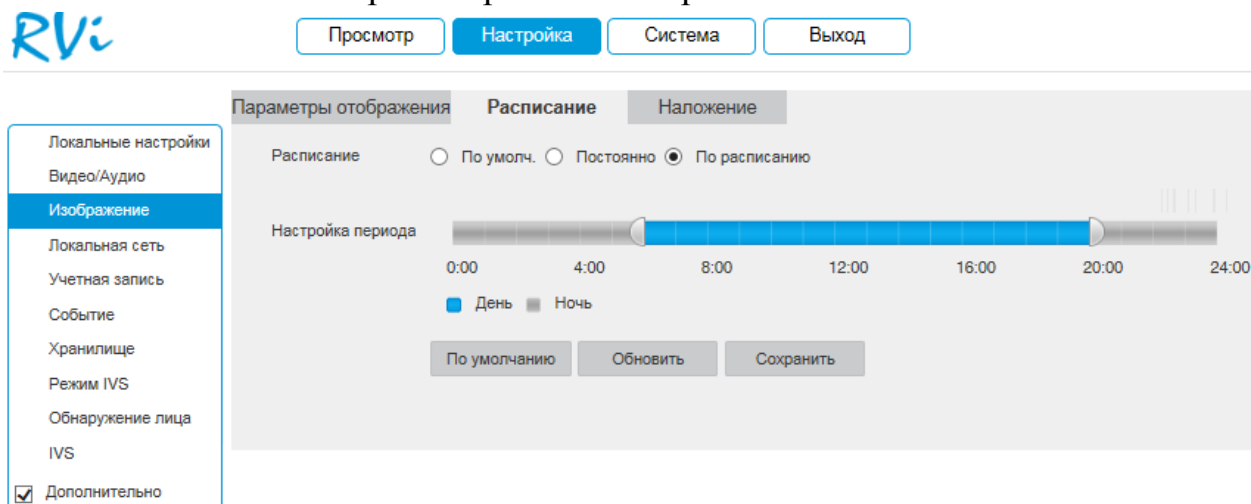 RVi
Просмотр Настройка Система Выход
Параметры отображения Расписание Наложение
Локальные настройки
Видео/Аудио
Изображение
Локальная сеть
Учетная запись
Событие
Хранилище
Режим IVS
Обнаружение лица
IVS
Дополнительно
Расписание По умолч. Постоянно По расписанию
Настройка периода
0:00 4:00 8:00 12:00 16:00 20:00 24:00
День Ночь
По умолчанию Обновить Сохранить